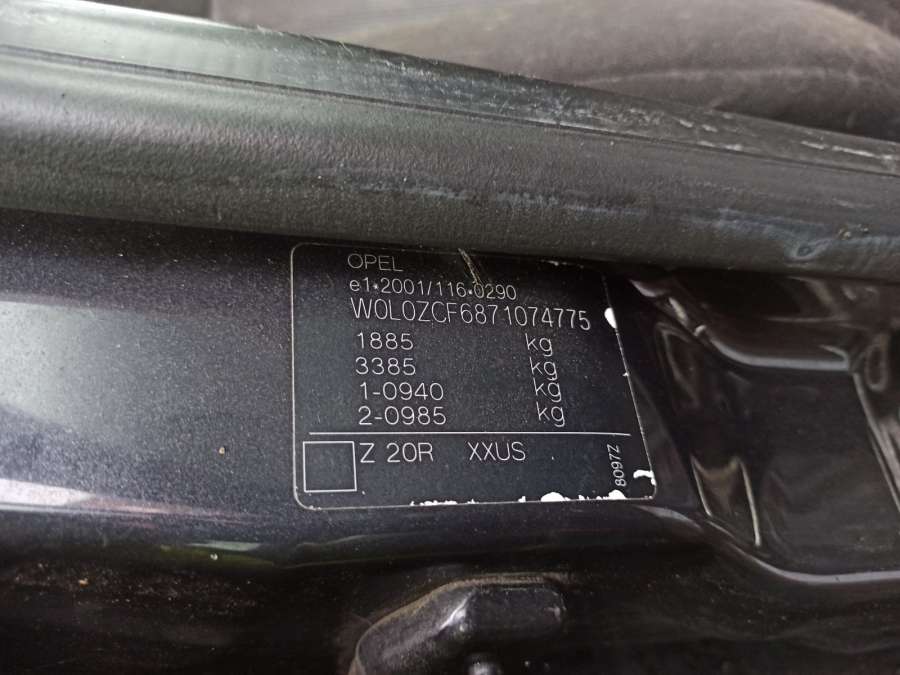 OPEL
e1*2001/116*0290
W0L0ZCF6871074775
1885 kg
3385 kg
1-0940 kg
2-0985 kg
Z 20R XXUS
8097Z